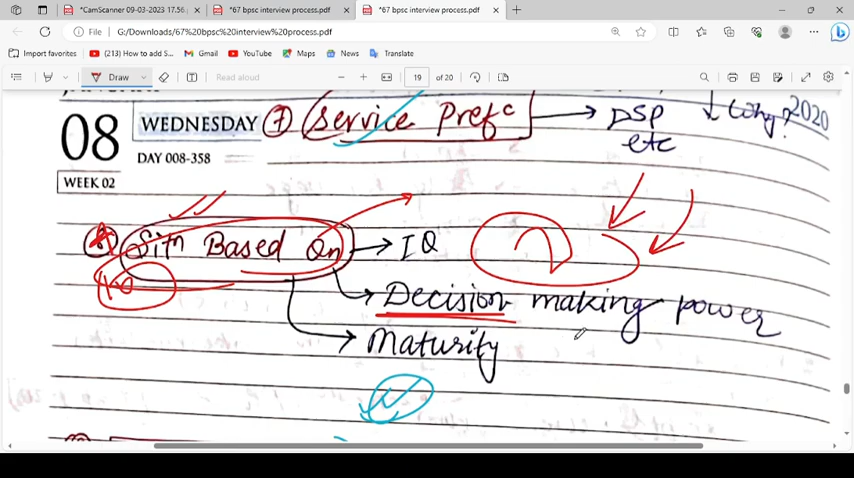 *CamScanner 09-03-2023 17.56 p
*67 bpsc interview process.pdf
*67 bpsc interview process.pdf
File G:/Downloads/67%20bpsc%20interview%20process.pdf
Import favorites (213) How to add S... Gmail YouTube Maps News Translate
Draw Read aloud 19 of 20
08 WEDNESDAY
DAY 008-358
WEEK 02
7 Service Prefc → DSP etc
↓ (Why? 2020
Sitn Based Qn → IQ
→ Decision making power
→ Maturity